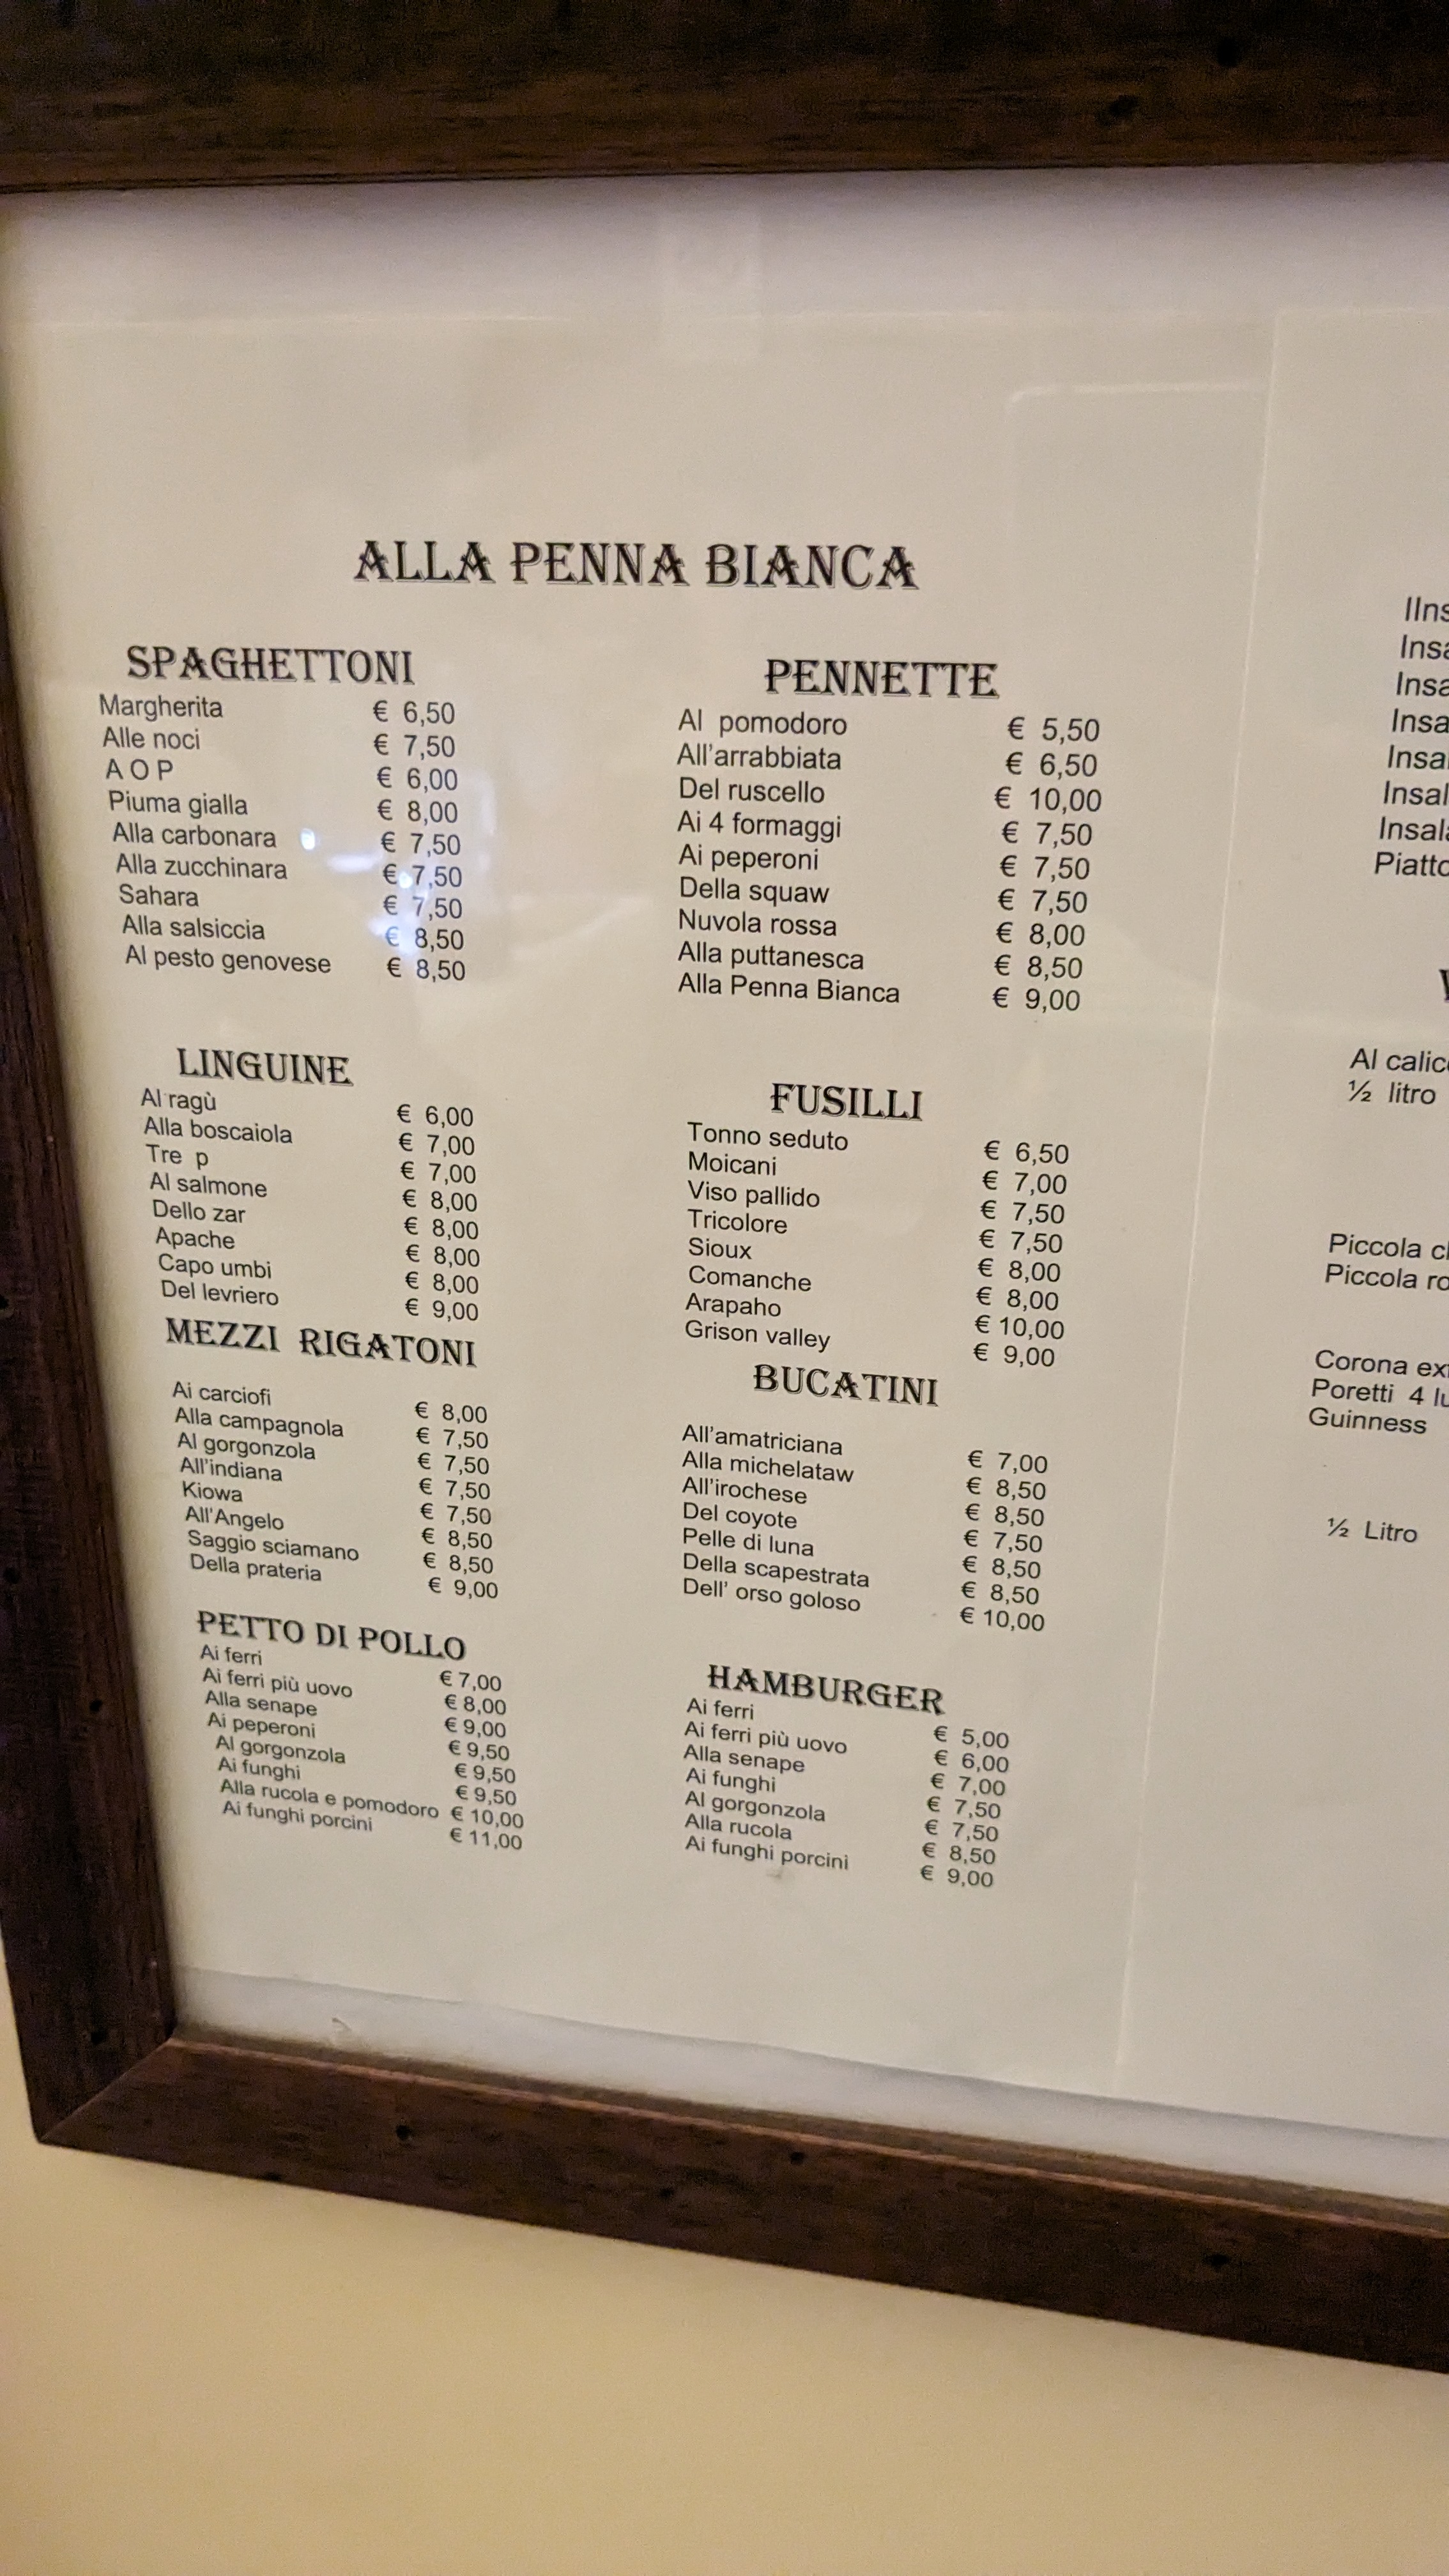 ALLA PENNA BIANCA
SPAGHETTONI
Margherita € 6,50
Alle noci € 7,50
A O P € 6,00
Piuma gialla € 8,00
Alla carbonara € 7,50
Alla zucchinara € 7,50
Sahara € 7,50
Alla salsiccia € 8,50
Al pesto genovese € 8,50
LINGUINE
Al ragù € 6,00
Alla boscaiola € 7,00
Tre p € 7,00
Al salmone € 8,00
Dello zar € 8,00
Apache € 8,00
Capo umbi € 8,00
Del levriero € 9,00
MEZZI RIGATONI
Ai carciofi € 8,00
Alla campagnola € 7,50
Al gorgonzola € 7,50
All'indiana € 7,50
Kiowa € 7,50
All'Angelo € 8,50
Saggio sciamano € 8,50
Della prateria € 9,00
PETTO DI POLLO
Ai ferri € 7,00
Ai ferri più uovo € 8,00
Alla senape € 9,00
Ai peperoni € 9,50
Al gorgonzola € 9,50
Ai funghi € 9,50
Alla rucola e pomodoro € 10,00
Ai funghi porcini € 11,00
PENNETTE
Al pomodoro € 5,50
All'arrabbiata € 6,50
Del ruscello € 10,00
Ai 4 formaggi € 7,50
Ai peperoni € 7,50
Della squaw € 7,50
Nuvola rossa € 8,00
Alla puttanesca € 8,50
Alla Penna Bianca € 9,00
FUSILLI
Tonno seduto € 6,50
Moicani € 7,00
Viso pallido € 7,50
Tricolore € 7,50
Sioux € 8,00
Comanche € 8,00
Arapaho € 10,00
Grison valley € 9,00
BUCATINI
All'amatriciana € 7,00
Alla michelataw € 8,50
All'irochese € 8,50
Del coyote € 7,50
Pelle di luna € 8,50
Della scapestrata € 8,50
Dell' orso goloso € 10,00
HAMBURGER
Ai ferri € 5,00
Ai ferri più uovo € 6,00
Alla senape € 7,00
Ai funghi € 7,50
Al gorgonzola € 7,50
Alla rucola € 8,50
Ai funghi porcini € 9,00
Al
½ litro
Piccola
Piccola
Corona
Poretti 4
Guinness
½ Litro